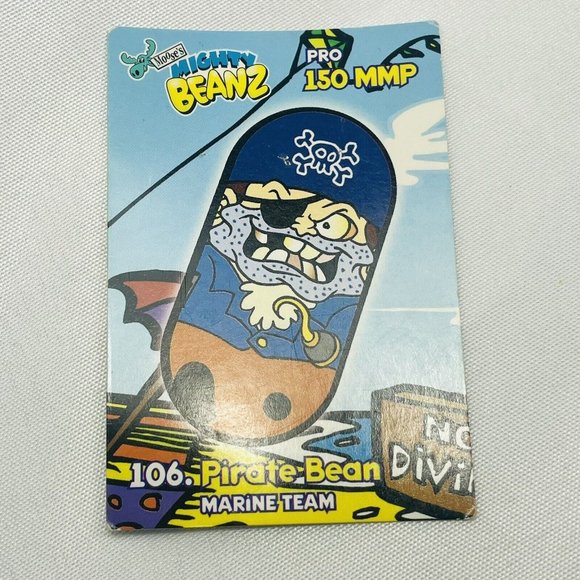 Moose's
MIGHTY
BEANZ
PRO
150 MMP
NO
DIVI
106. Pirate Bean
MARINE TEAM